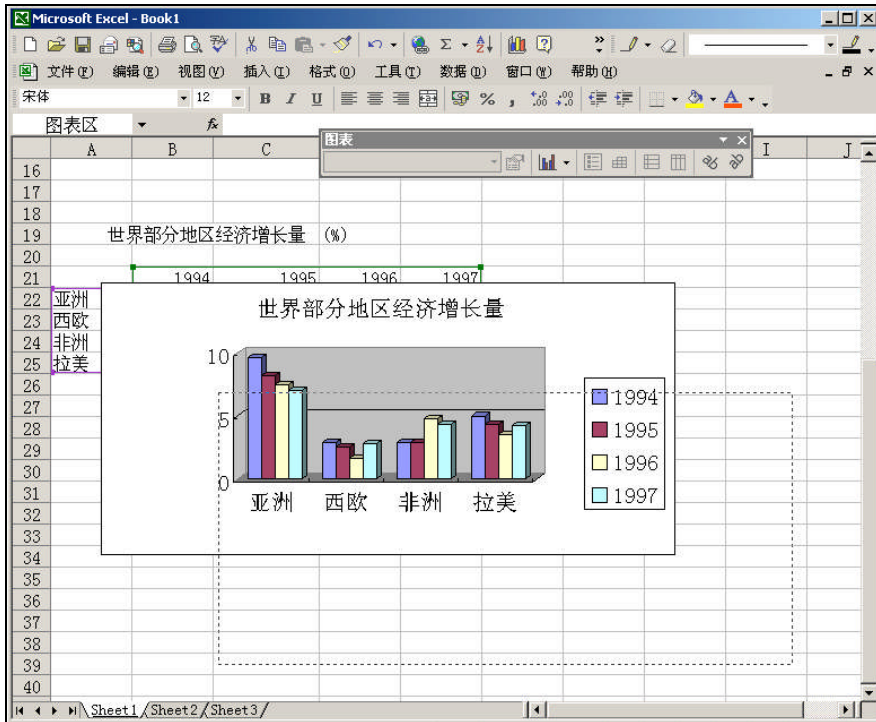 Microsoft Excel - Book1
文件(F) 编辑(E) 视图(V) 插入(I) 格式(O) 工具(T) 数据(D) 窗口(W) 帮助(H)
宋体 12 B I U % ,
图表区 fx
图表
A B C I J
16
17
18
19 世界部分地区经济增长量 (%)
20
21 1994 1995 1996 1997
22 亚洲
23 西欧
24 非洲
25 拉美
26
27
28
29
30
31
32
33
34
35
36
37
38
39
40
世界部分地区经济增长量
10
5
0
亚洲 西欧 非洲 拉美
1994
1995
1996
1997
Sheet1 Sheet2 Sheet3